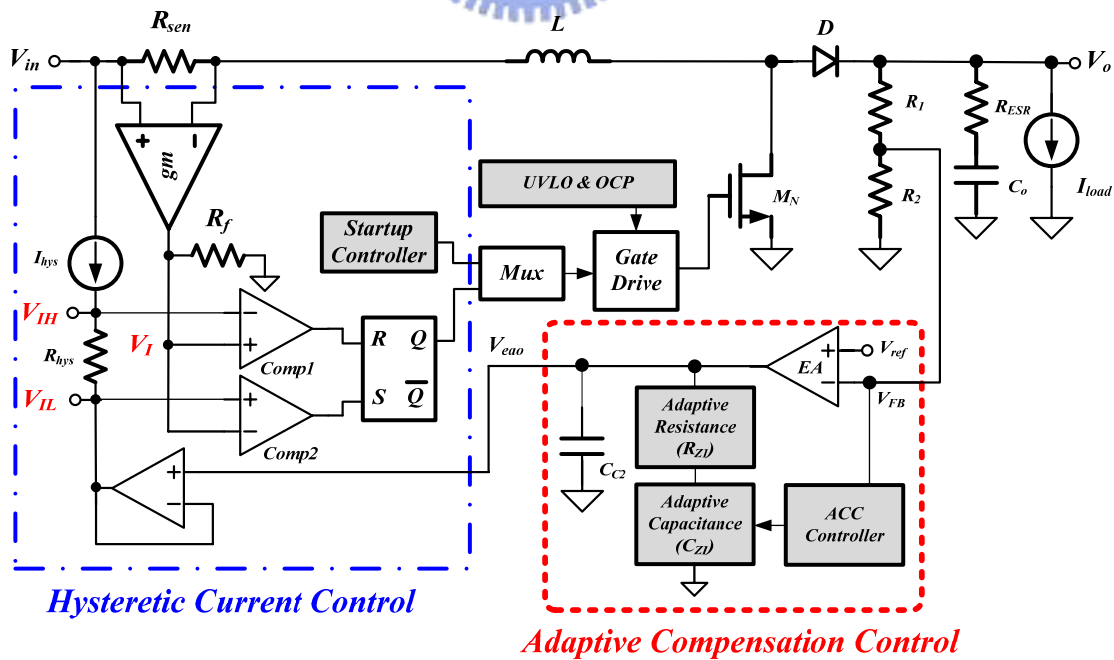 R_sen
L
D
V_in
V_o
+
−
gm
R_1
R_ESR
UVLO & OCP
M_N
R_2
C_o
I_load
R_f
Startup
Controller
I_hys
Mux
Gate
Drive
V_IH
−
V_I
+
R Q
R_hys
Comp1
V_eao
+
V_ref
EA
−
V_IL
+
S Q̅
V_FB
−
Adaptive
Resistance
(R_Z1)
Comp2
C_C2
+
−
Adaptive
Capacitance
(C_Z1)
ACC
Controller
Hysteretic Current Control
Adaptive Compensation Control